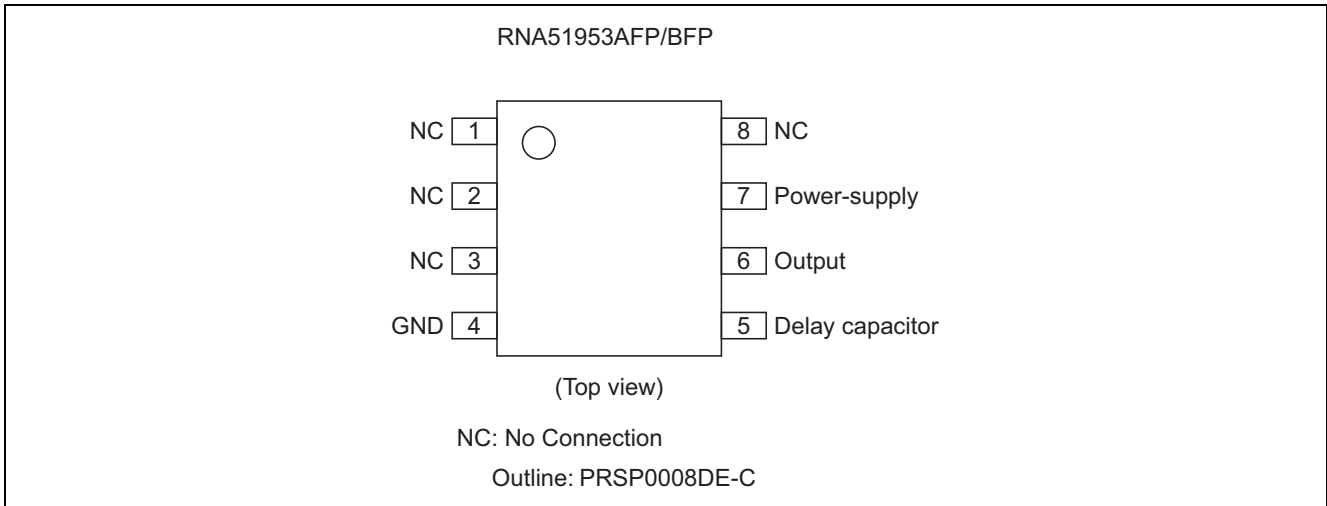 RNA51953AFP/BFP
NC 1 8 NC
NC 2 7 Power-supply
NC 3 6 Output
GND 4 5 Delay capacitor
(Top view)
NC: No Connection
Outline: PRSP0008DE-C